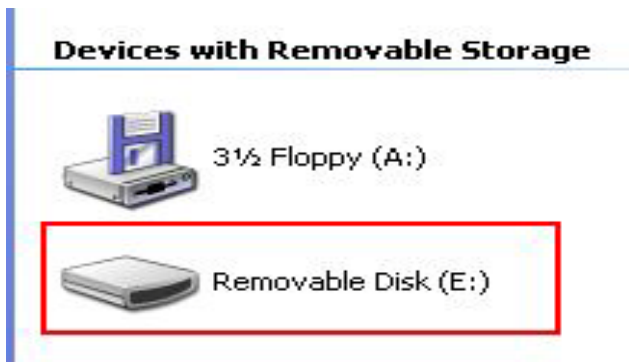 Devices with Removable Storage
3½ Floppy (A:)
Removable Disk (E:)